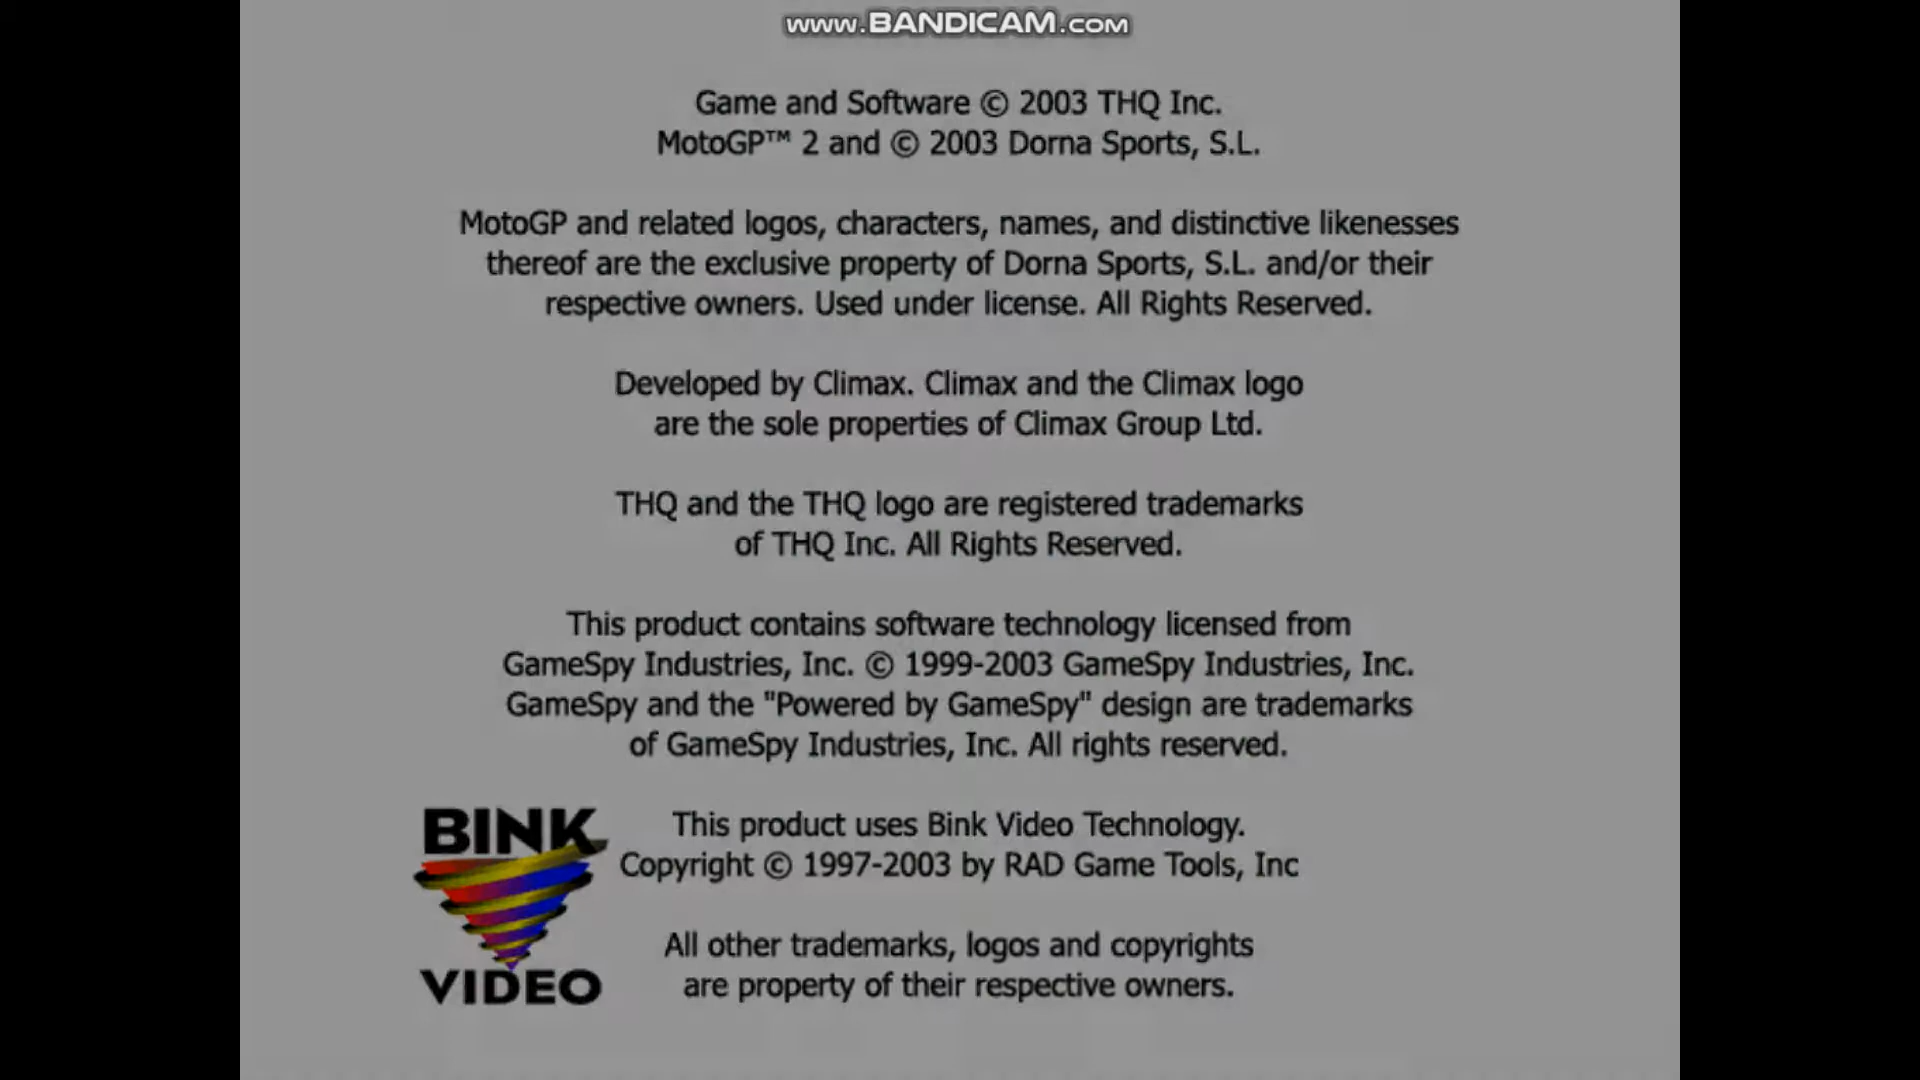 www.BANDICAM.com
Game and Software © 2003 THQ Inc.
MotoGP™ 2 and © 2003 Dorna Sports, S.L.
MotoGP and related logos, characters, names, and distinctive likenesses
thereof are the exclusive property of Dorna Sports, S.L. and/or their
respective owners. Used under license. All Rights Reserved.
Developed by Climax. Climax and the Climax logo
are the sole properties of Climax Group Ltd.
THQ and the THQ logo are registered trademarks
of THQ Inc. All Rights Reserved.
This product contains software technology licensed from
GameSpy Industries, Inc. © 1999-2003 GameSpy Industries, Inc.
GameSpy and the "Powered by GameSpy" design are trademarks
of GameSpy Industries, Inc. All rights reserved.
BINK
VIDEO
This product uses Bink Video Technology.
Copyright © 1997-2003 by RAD Game Tools, Inc
All other trademarks, logos and copyrights
are property of their respective owners.